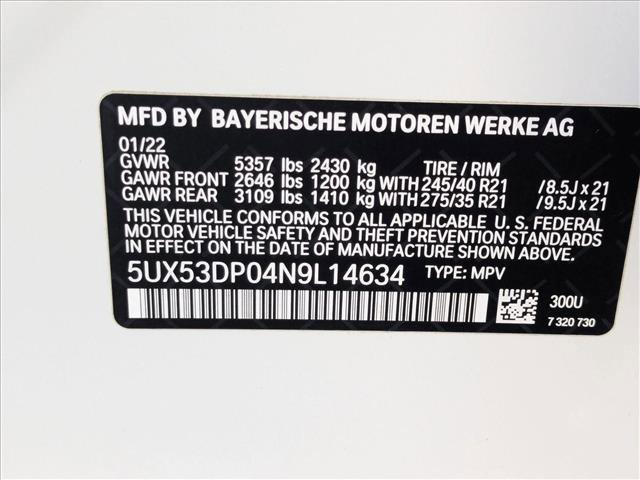 MFD BY BAYERISCHE MOTOREN WERKE AG
01/22
GVWR 5357 lbs 2430 kg TIRE / RIM
GAWR FRONT 2646 lbs 1200 kg WITH 245/40 R21 /8.5J x 21
GAWR REAR 3109 lbs 1410 kg WITH 275/35 R21 /9.5J x 21
THIS VEHICLE CONFORMS TO ALL APPLICABLE U. S. FEDERAL
MOTOR VEHICLE SAFETY AND THEFT PREVENTION STANDARDS
IN EFFECT ON THE DATE OF MANUFACTURE SHOWN ABOVE.
5UX53DP04N9L14634 TYPE: MPV
300U
7 320 730